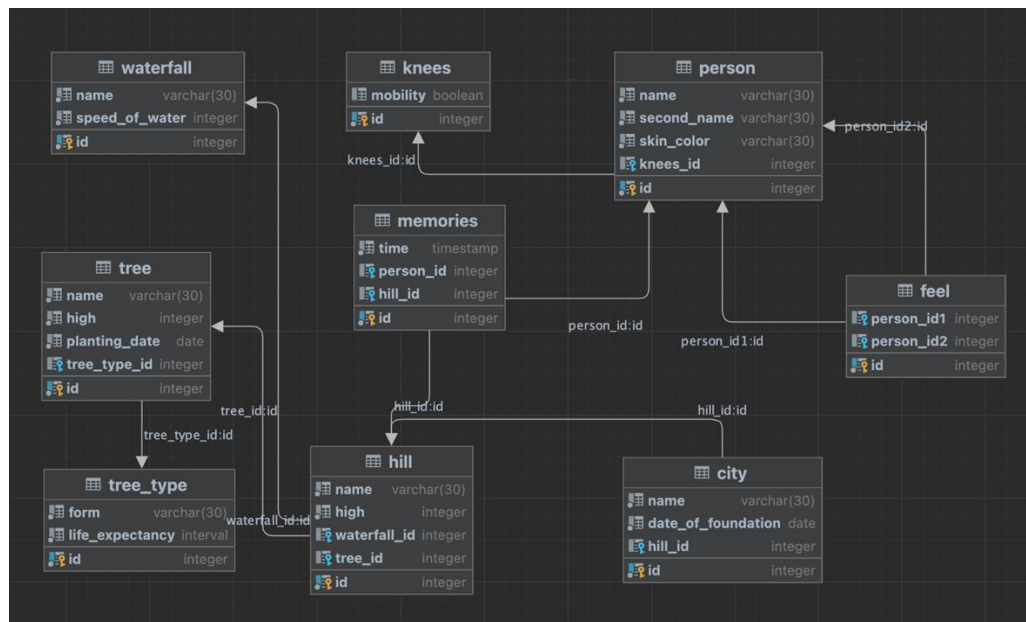 waterfall
name varchar(30)
speed_of_water integer
id integer
knees
mobility boolean
id integer
person
name varchar(30)
second_name varchar(30)
skin_color varchar(30)
knees_id integer
id integer
person_id2:id
knees_id:id
memories
time timestamp
person_id integer
hill_id integer
id integer
tree
name varchar(30)
high integer
planting_date date
tree_type_id integer
id integer
feel
person_id1 integer
person_id2 integer
id integer
person_id:id
person_id1:id
tree_id:id
hill_id:id
hill_id:id
tree_type_id:id
tree_type
form varchar(30)
life_expectancy interval
id integer
waterfall_id:id
hill
name varchar(30)
high integer
waterfall_id integer
tree_id integer
id integer
city
name varchar(30)
date_of_foundation date
hill_id integer
id integer